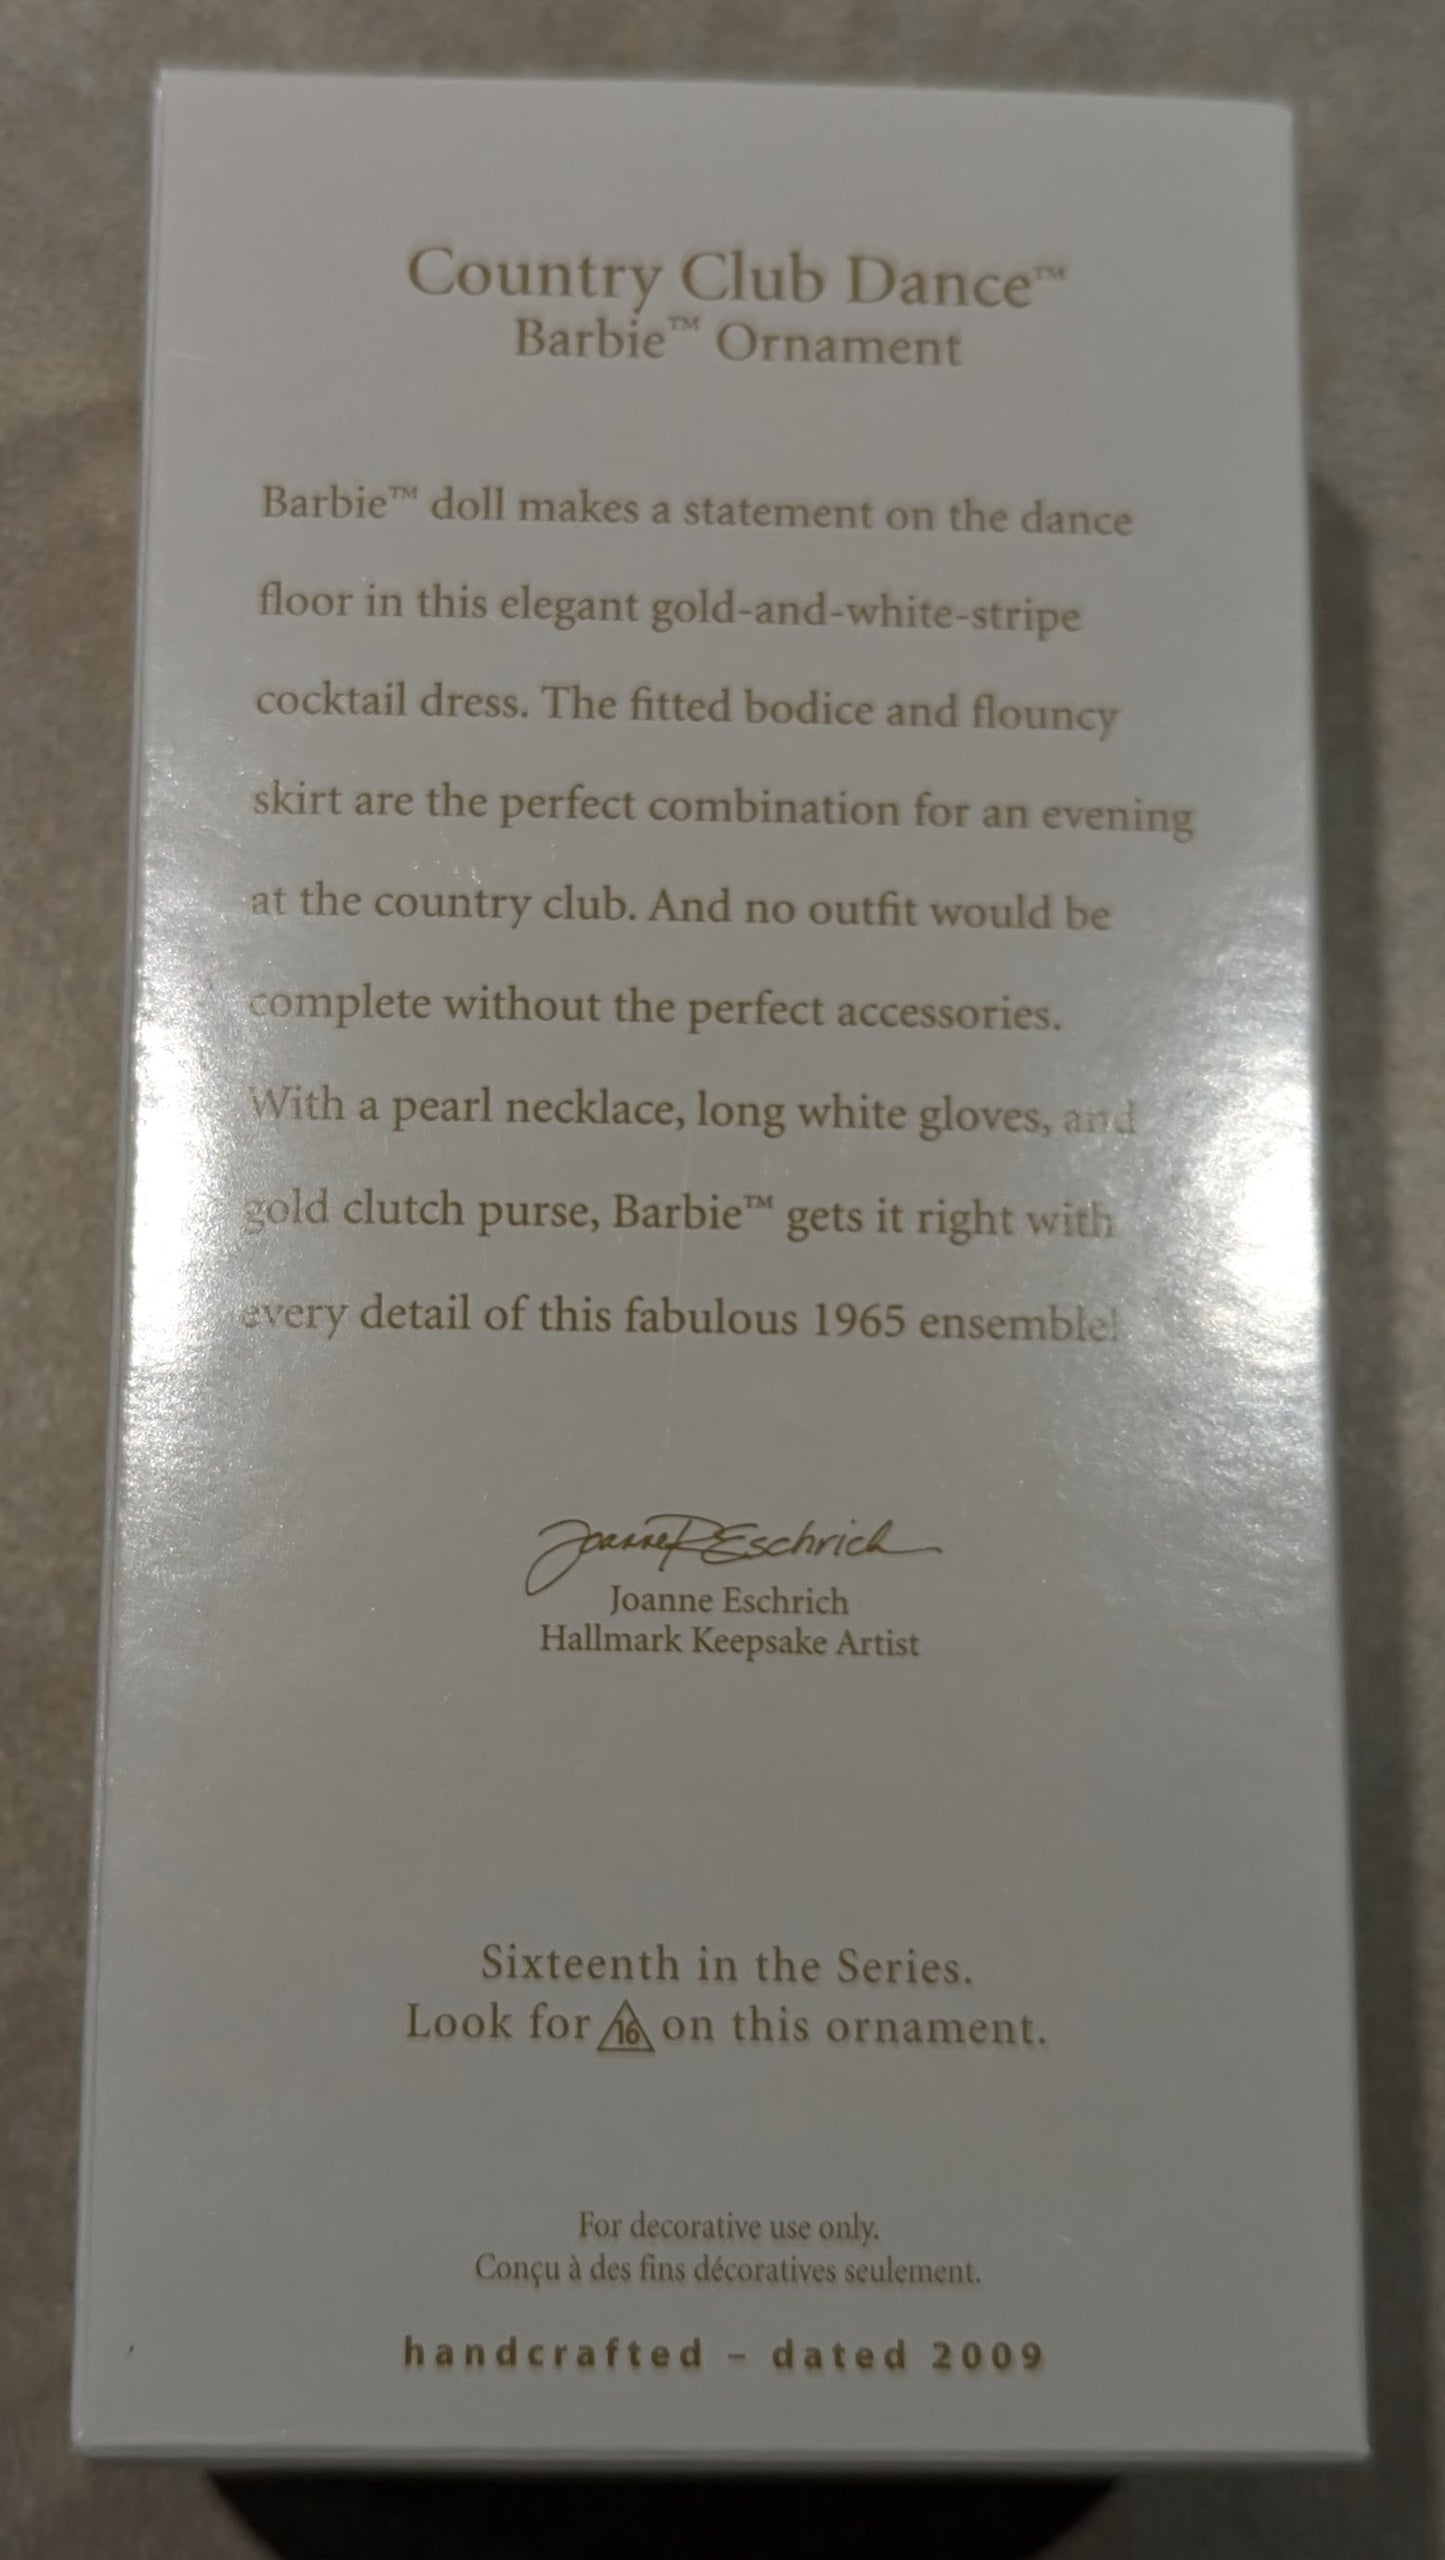 Country Club Dance™
Barbie™ Ornament
Barbie™ doll makes a statement on the dance
floor in this elegant gold-and-white-stripe
cocktail dress. The fitted bodice and flouncy
skirt are the perfect combination for an evening
at the country club. And no outfit would be
complete without the perfect accessories.
With a pearl necklace, long white gloves, and
gold clutch purse, Barbie™ gets it right with
every detail of this fabulous 1965 ensemble!
Joanne R Eschrich
Joanne Eschrich
Hallmark Keepsake Artist
Sixteenth in the Series.
Look for 16 on this ornament.
For decorative use only.
Conçu à des fins décoratives seulement.
handcrafted – dated 2009